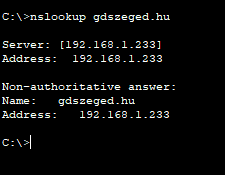 C:\>nslookup gdszeged.hu
Server: [192.168.1.233]
Address:  192.168.1.233
Non-authoritative answer:
Name:   gdszeged.hu
Address:   192.168.1.233
C:\>